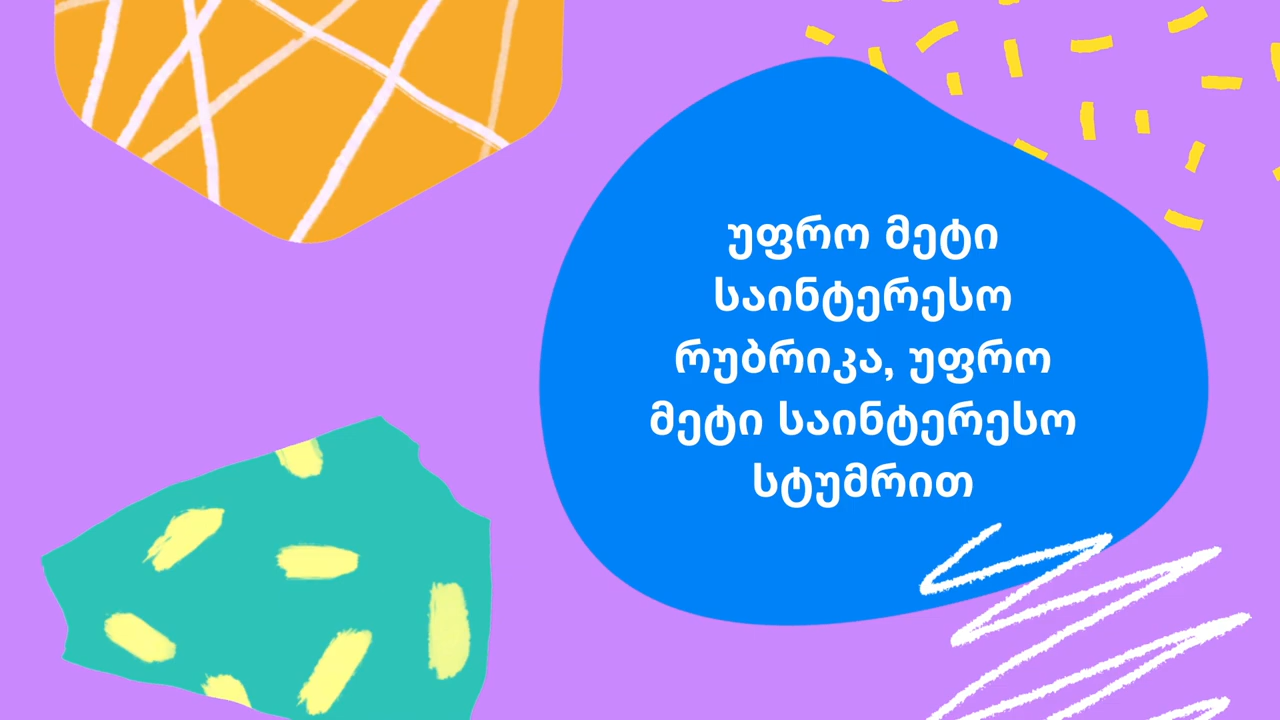 უფრო მეტი
საინტერესო
რუბრიკა, უფრო
მეტი საინტერესო
სტუმრით